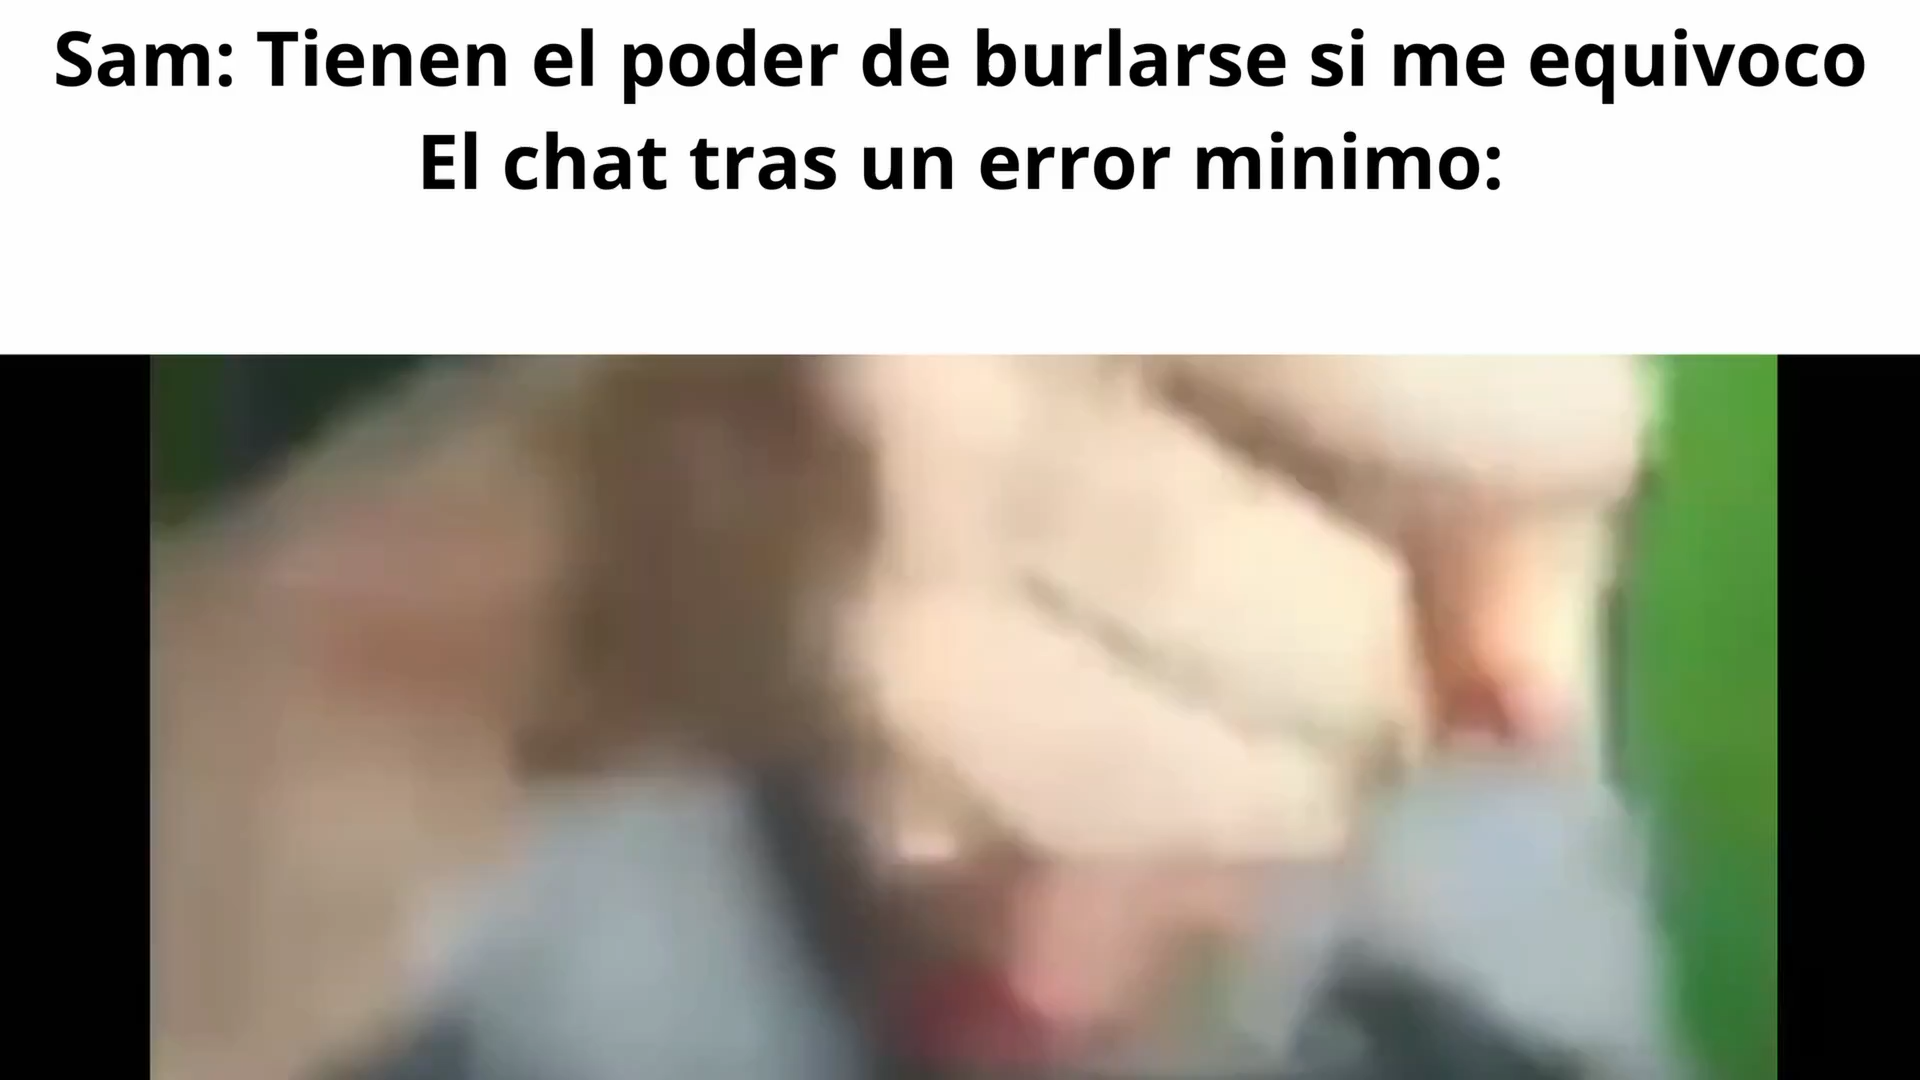 Sam: Tienen el poder de burlarse si me equivoco
El chat tras un error minimo: